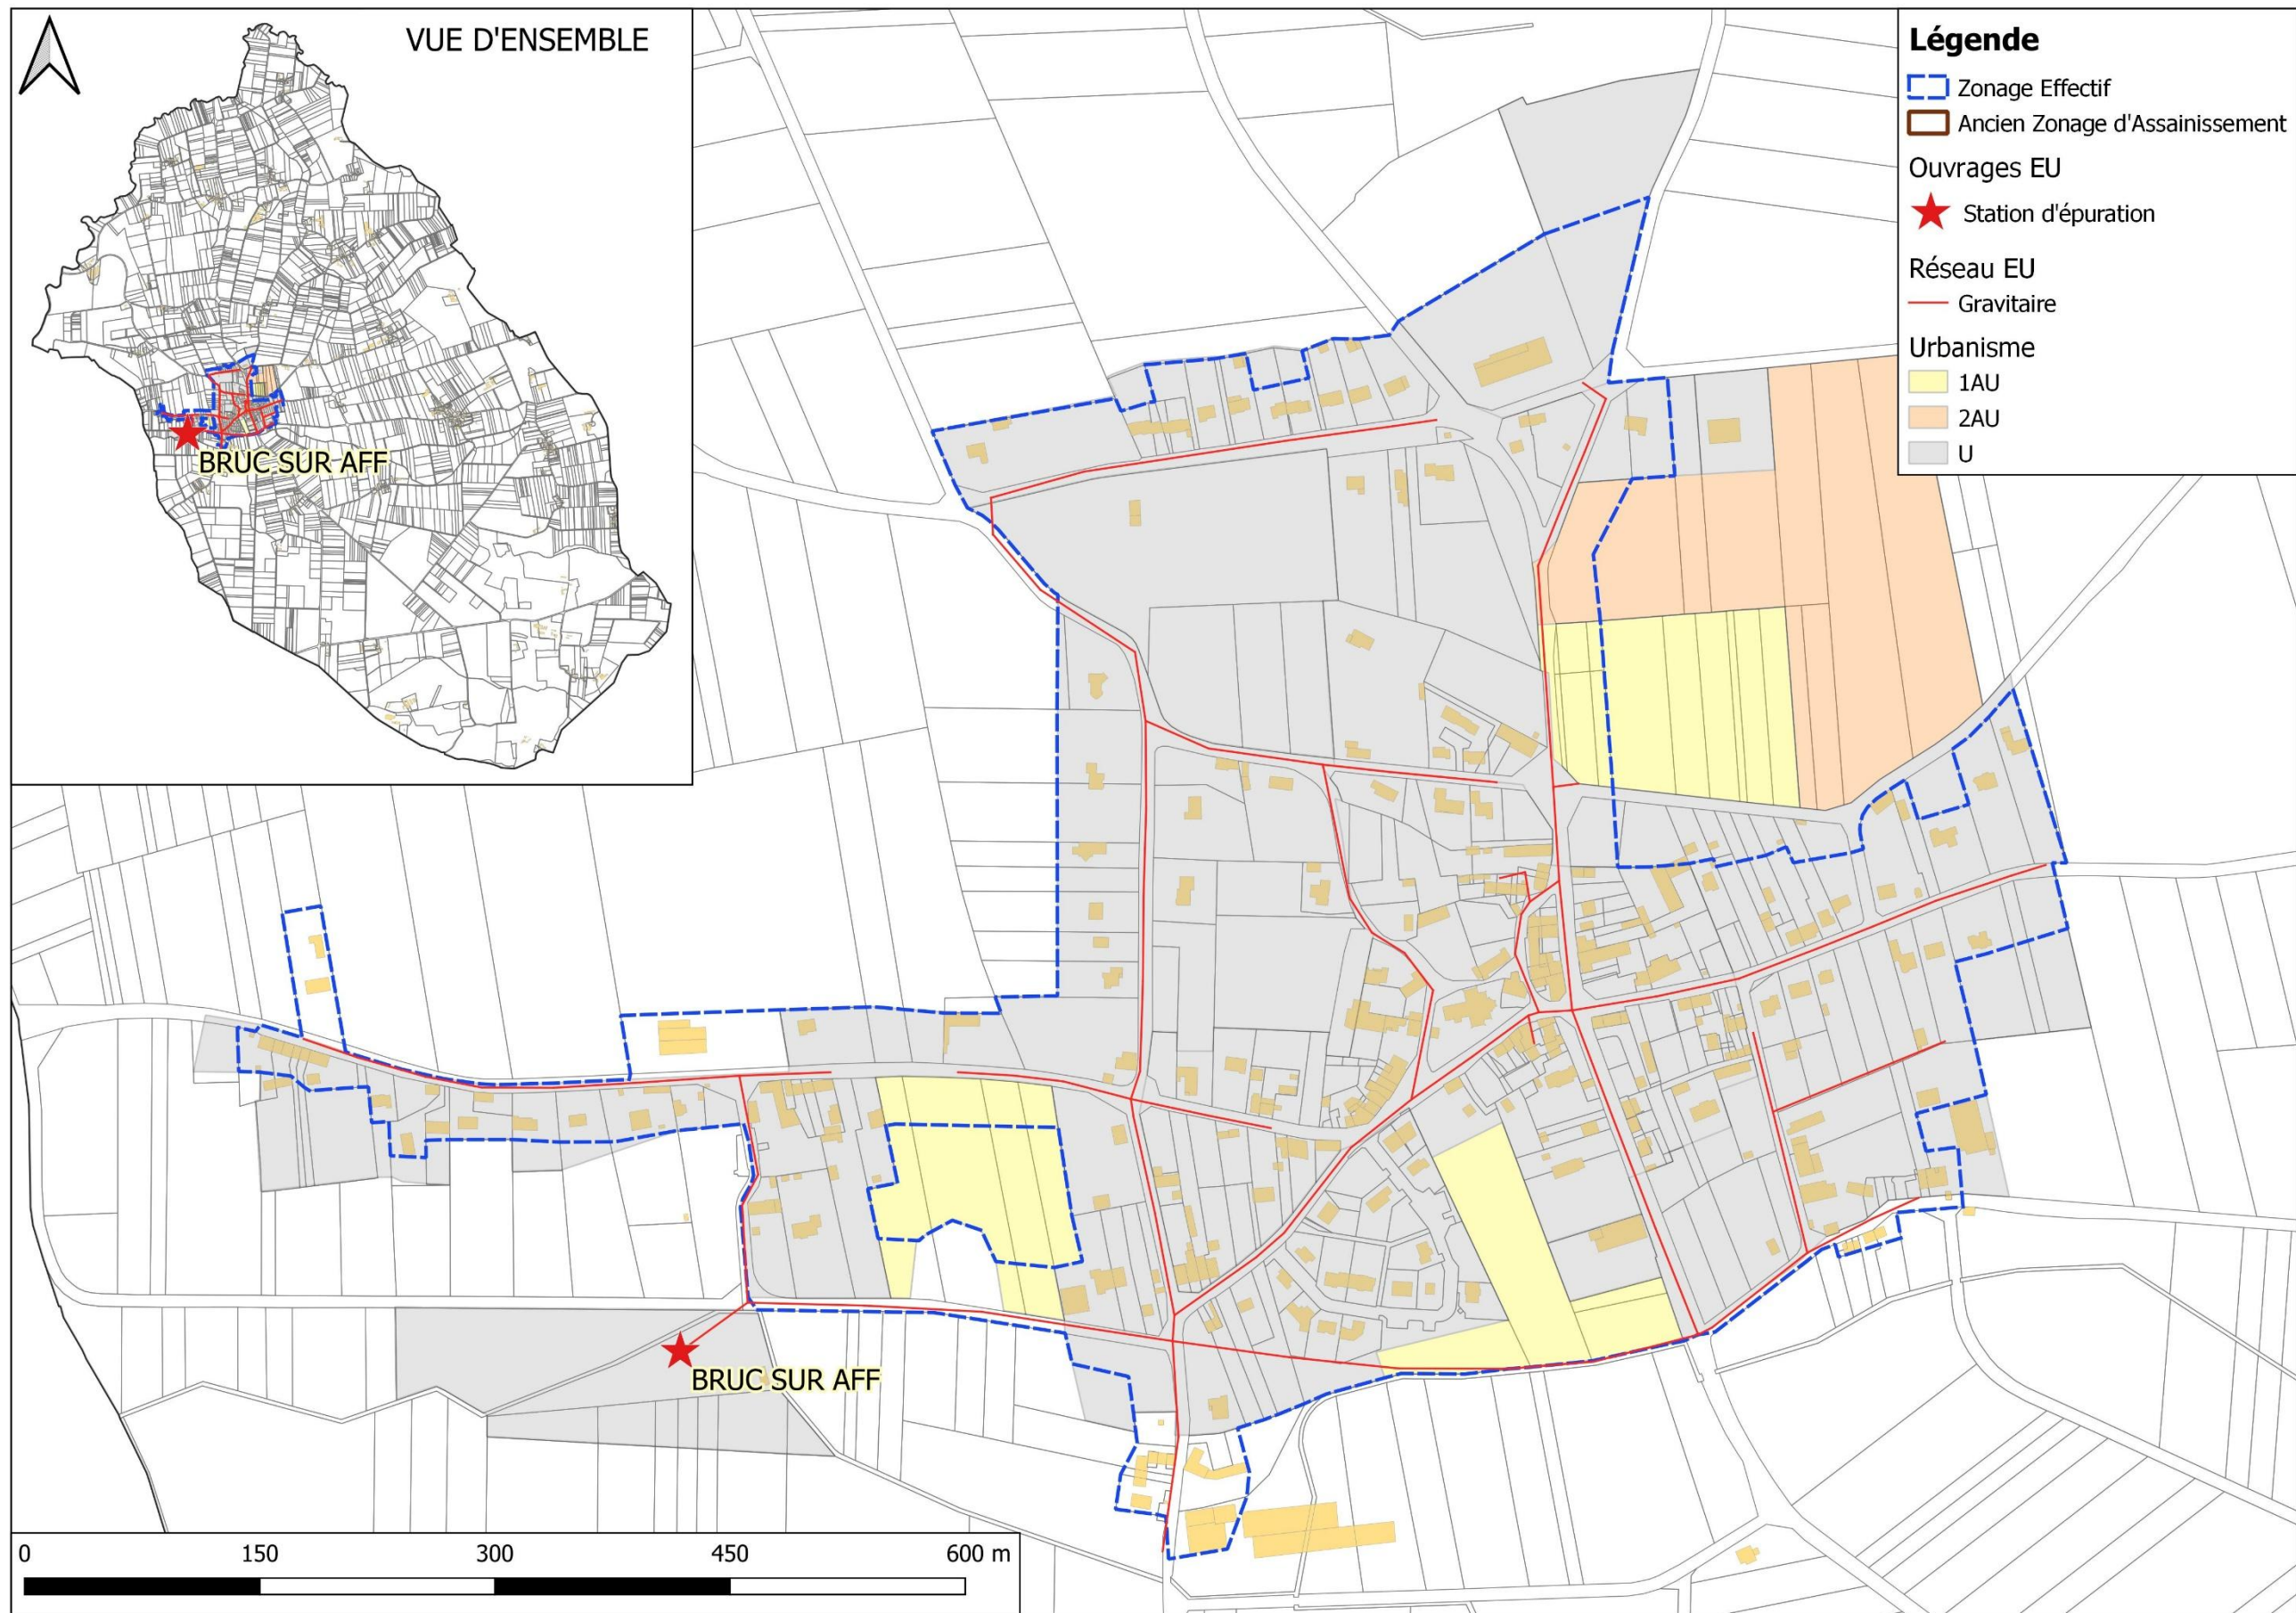 VUE D'ENSEMBLE
BRUC SUR AFF
Légende
Zonage Effectif
Ancien Zonage d'Assainissement
Ouvrages EU
Station d'épuration
Réseau EU
Gravitaire
Urbanisme
1AU
2AU
U
BRUC SUR AFF
0 150 300 450 600 m